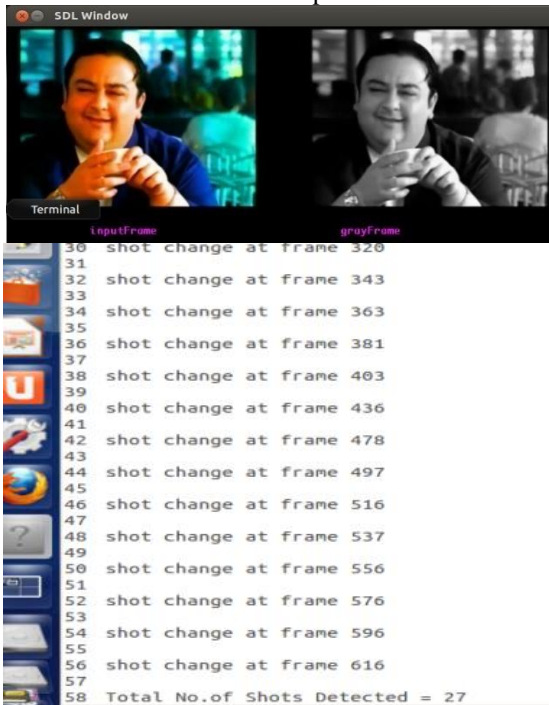 SDL Window
Terminal
inputFrame
grayFrame
30 shot change at frame 320
31
32 shot change at frame 343
33
34 shot change at frame 363
35
36 shot change at frame 381
37
38 shot change at frame 403
39
40 shot change at frame 436
41
42 shot change at frame 478
43
44 shot change at frame 497
45
46 shot change at frame 516
47
48 shot change at frame 537
49
50 shot change at frame 556
51
52 shot change at frame 576
53
54 shot change at frame 596
55
56 shot change at frame 616
57
58 Total No.of Shots Detected = 27